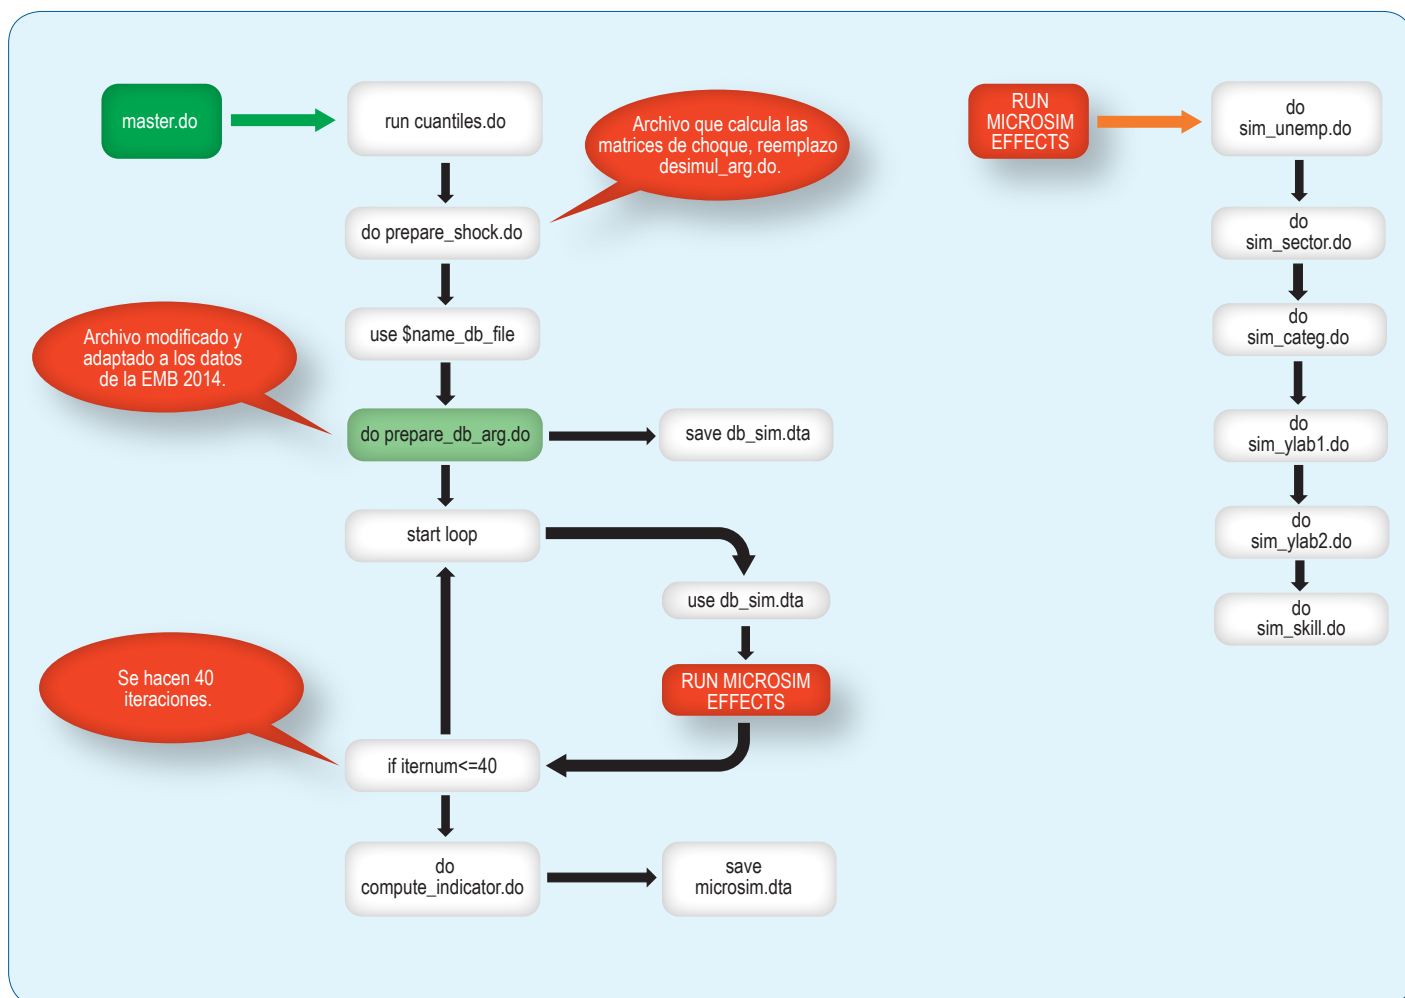 master.do
run cuantiles.do
Archivo que calcula las
matrices de choque, reemplazo
desimul_arg.do.
do prepare_shock.do
use $name_db_file
Archivo modificado y
adaptado a los datos
de la EMB 2014.
do prepare_db_arg.do
save db_sim.dta
start loop
use db_sim.dta
RUN MICROSIM
EFFECTS
Se hacen 40
iteraciones.
if iternum<=40
do
compute_indicator.do
save
microsim.dta
RUN
MICROSIM
EFFECTS
do
sim_unemp.do
do
sim_sector.do
do
sim_categ.do
do
sim_ylab1.do
do
sim_ylab2.do
do
sim_skill.do